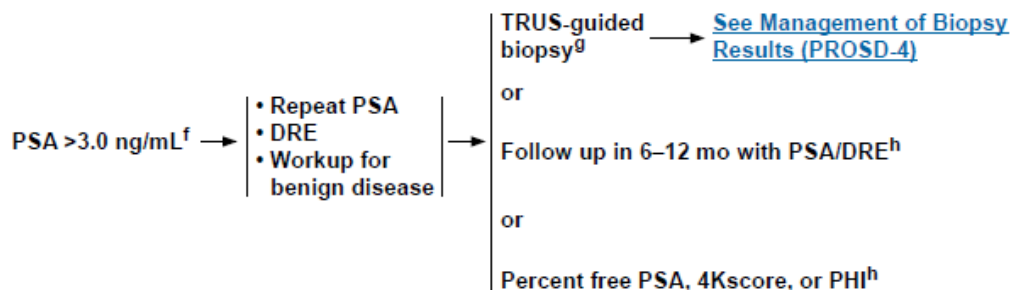 PSA >3.0 ng/mLf
• Repeat PSA
• DRE
• Workup for
benign disease
TRUS-guided
biopsyg
See Management of Biopsy
Results (PROSD-4)
or
Follow up in 6–12 mo with PSA/DREh
or
Percent free PSA, 4Kscore, or PHIh